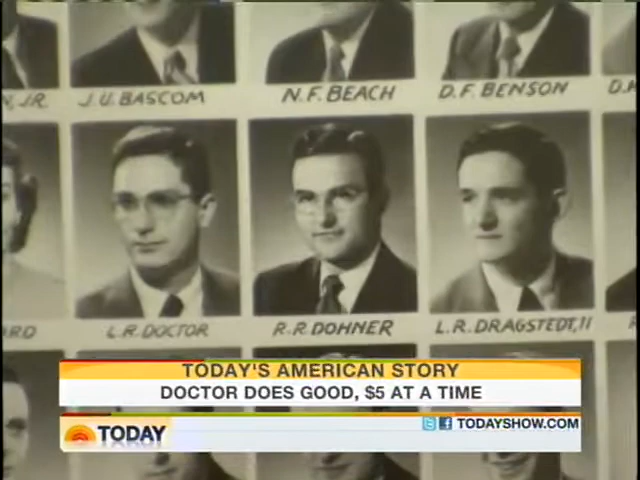 J.U. BASCOM
N.F. BEACH
D.F. BENSON
L.R. DOCTOR
R.R. DOHNER
L.R. DRAGSTEDT, II
TODAY'S AMERICAN STORY
DOCTOR DOES GOOD, $5 AT A TIME
TODAY
TODAYSHOW.COM